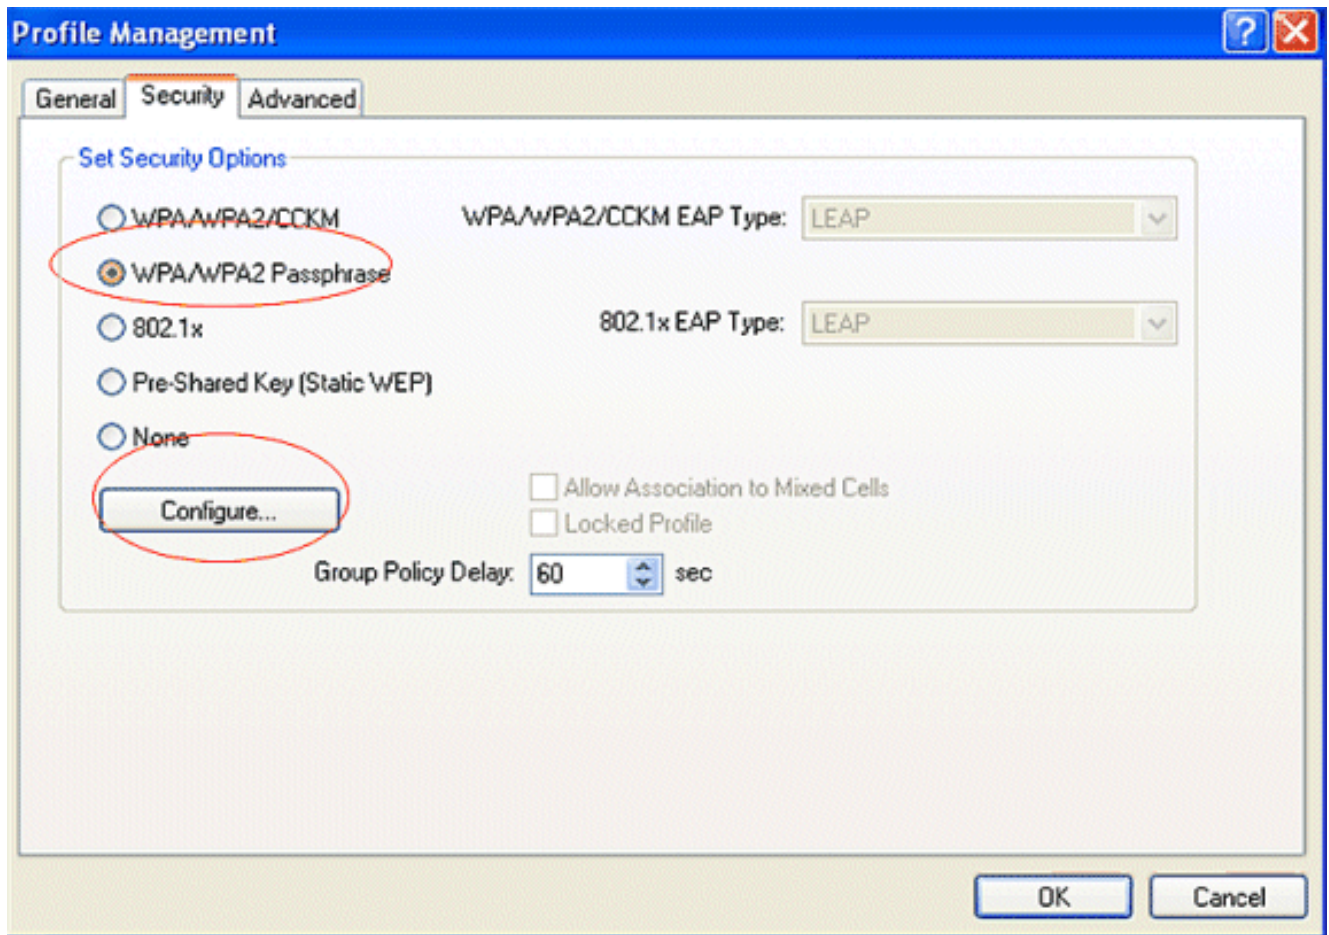 Profile Management
General Security Advanced
Set Security Options
WPA/WPA2/CCKM WPA/WPA2/CCKM EAP Type: LEAP
WPA/WPA2 Passphrase
802.1x 802.1x EAP Type: LEAP
Pre-Shared Key (Static WEP)
None
Configure... Allow Association to Mixed Cells
Locked Profile
Group Policy Delay: 60 sec
OK Cancel